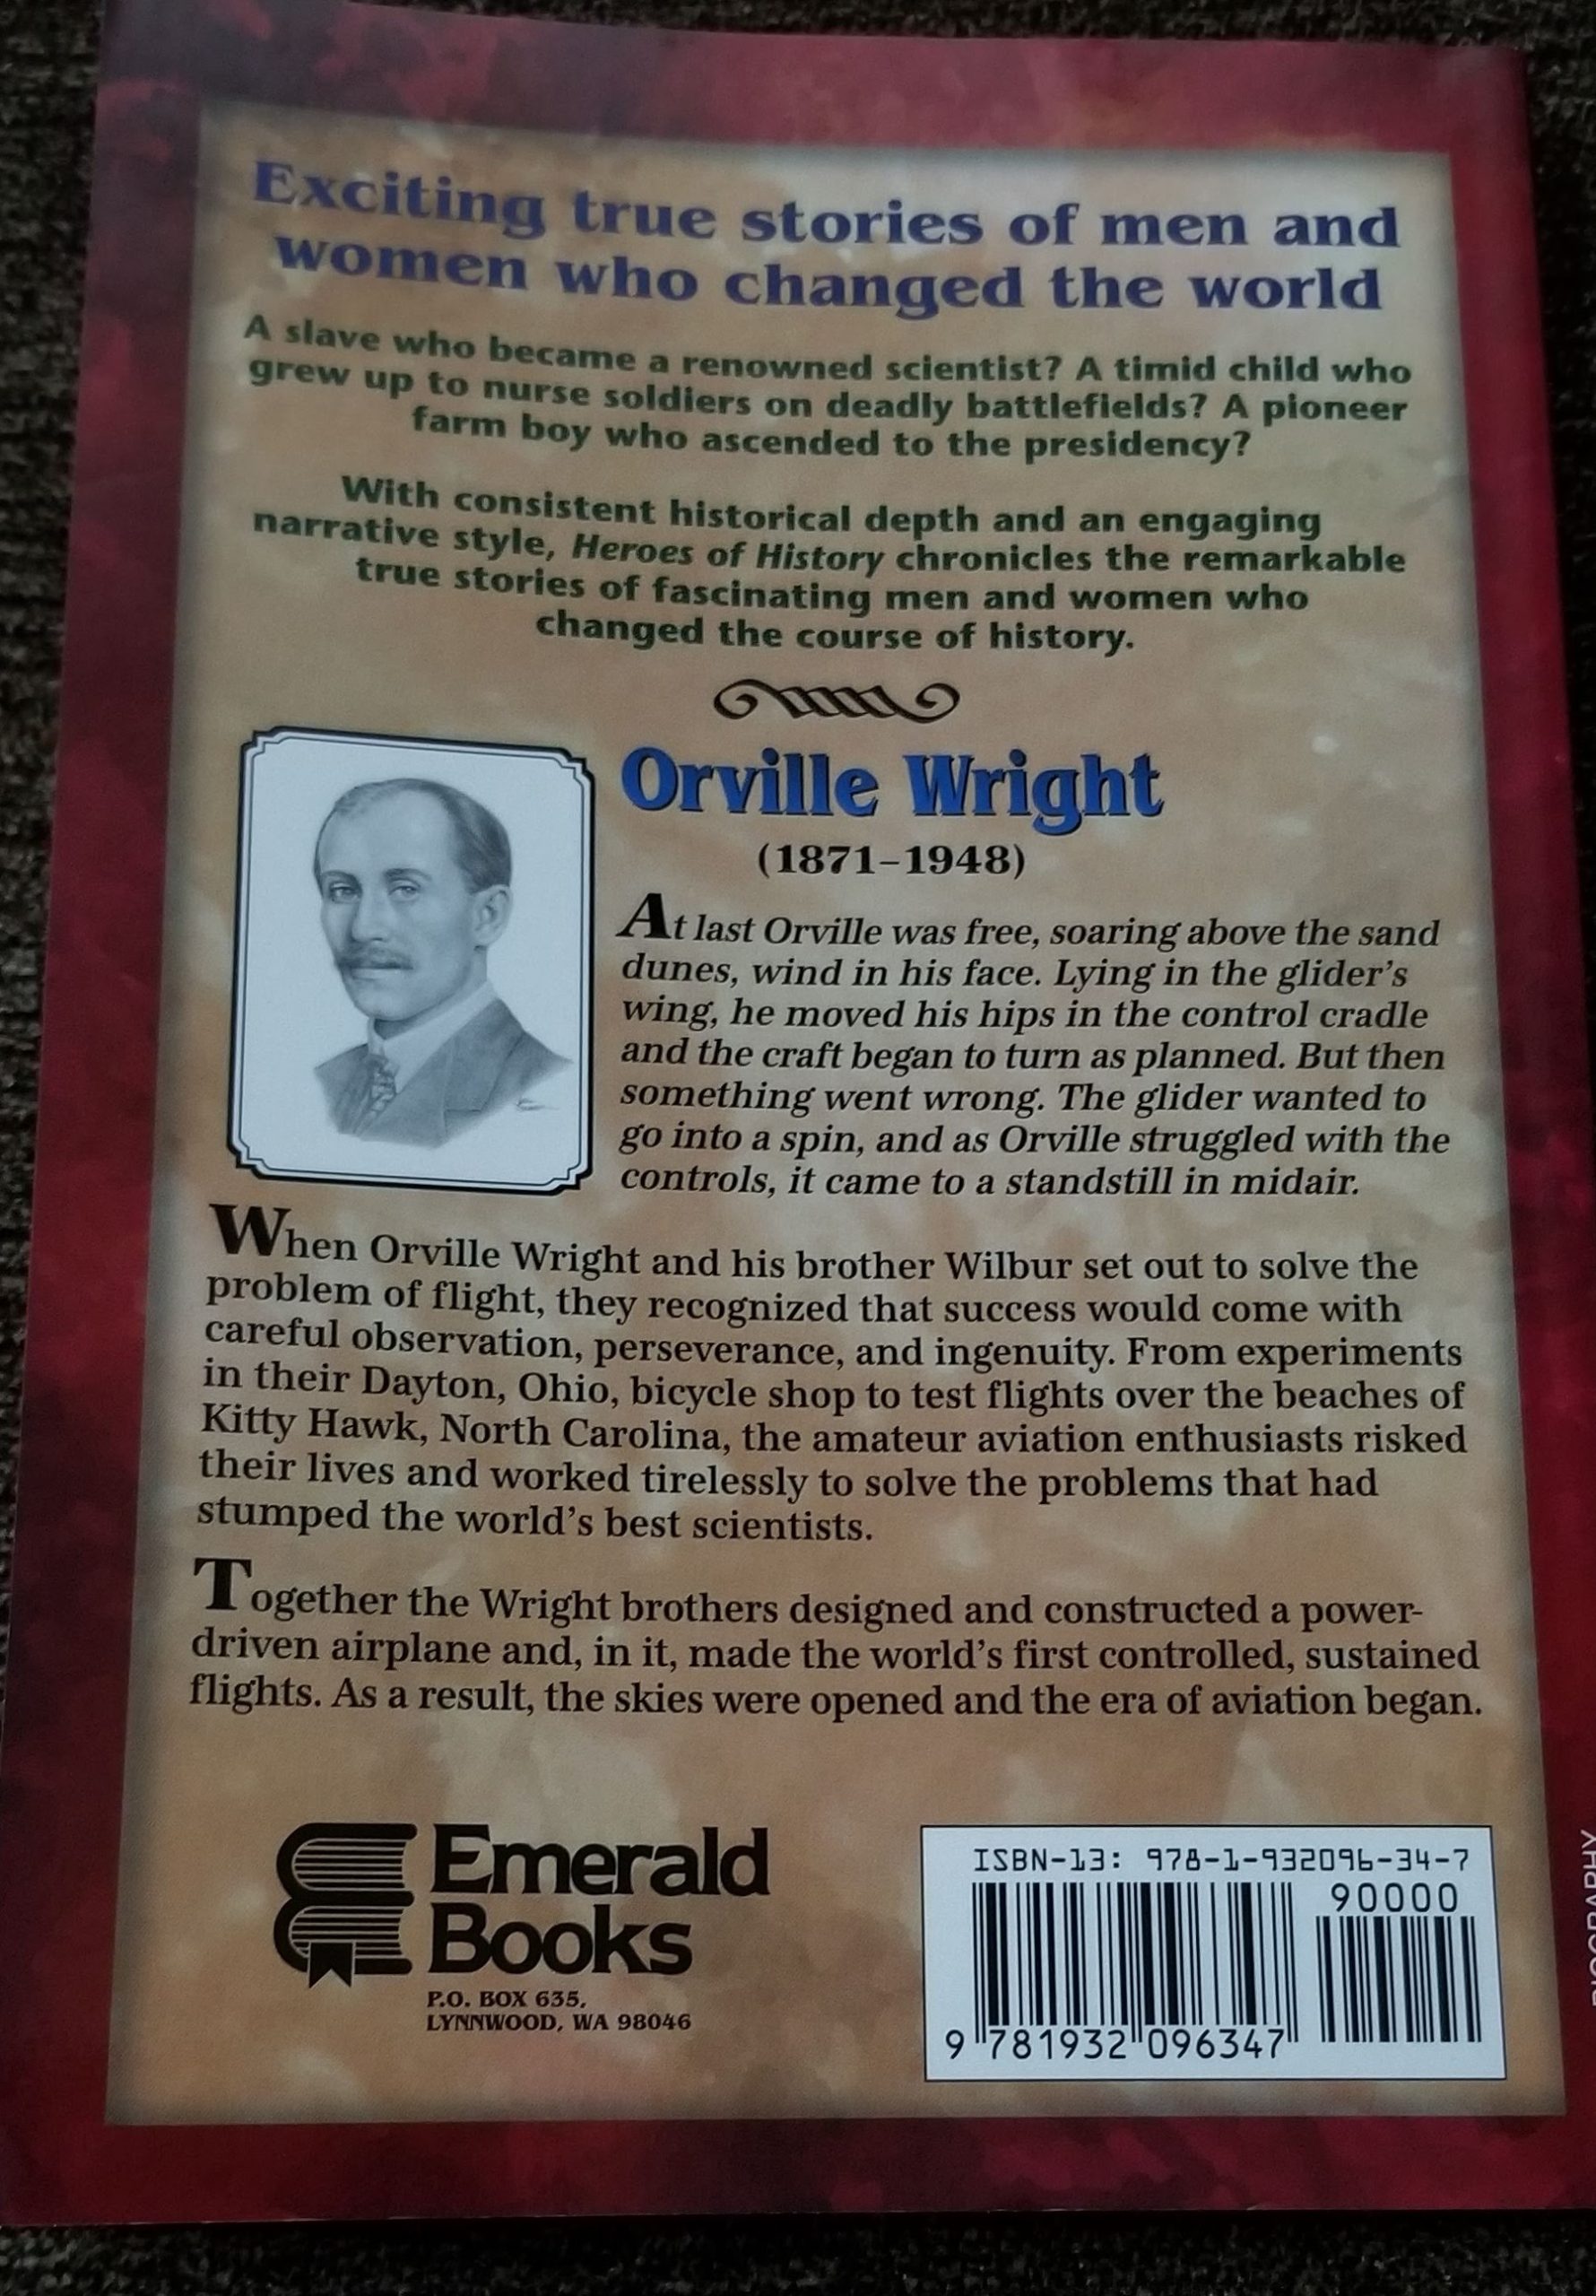 Exciting true stories of men and
women who changed the world
A slave who became a renowned scientist? A timid child who
grew up to nurse soldiers on deadly battlefields? A pioneer
farm boy who ascended to the presidency?
With consistent historical depth and an engaging
narrative style, Heroes of History chronicles the remarkable
true stories of fascinating men and women who
changed the course of history.
Orville Wright
(1871–1948)
At last Orville was free, soaring above the sand
dunes, wind in his face. Lying in the glider's
wing, he moved his hips in the control cradle
and the craft began to turn as planned. But then
something went wrong. The glider wanted to
go into a spin, and as Orville struggled with the
controls, it came to a standstill in midair.
When Orville Wright and his brother Wilbur set out to solve the
problem of flight, they recognized that success would come with
careful observation, perseverance, and ingenuity. From experiments
in their Dayton, Ohio, bicycle shop to test flights over the beaches of
Kitty Hawk, North Carolina, the amateur aviation enthusiasts risked
their lives and worked tirelessly to solve the problems that had
stumped the world's best scientists.
Together the Wright brothers designed and constructed a power-
driven airplane and, in it, made the world's first controlled, sustained
flights. As a result, the skies were opened and the era of aviation began.
Emerald
Books
P.O. BOX 635,
LYNNWOOD, WA 98046
ISBN-13: 978-1-932096-34-7
90000
9 781932 096347
BIOGRAPHY